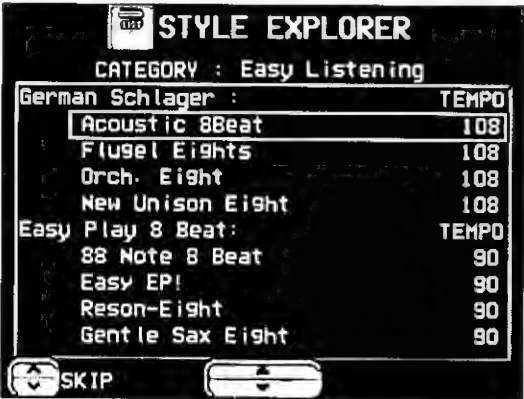 LIST STYLE EXPLORER
CATEGORY : Easy Listening
German Schlager : TEMPO
Acoustic 8Beat 108
Flugel Eights 108
Orch. Eight 108
New Unison Eight 108
Easy Play 8 Beat: TEMPO
88 Note 8 Beat 90
Easy EP! 90
Reson-Eight 90
Gentle Sax Eight 90
SKIP